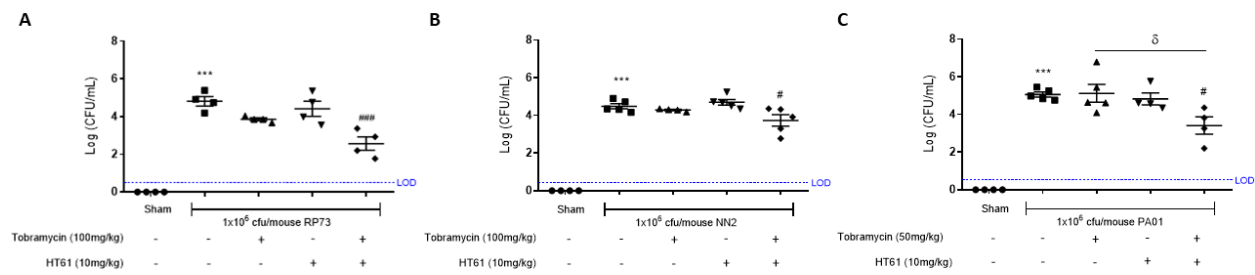 A
B
C
8
6
4
2
0
Log (CFU/mL)
***
###
LOD
Sham
1x10⁶ cfu/mouse RP73
Tobramycin (100mg/kg) - - + - +
HT61 (10mg/kg) - - - + +
8
6
4
2
0
Log (CFU/mL)
***
#
LOD
Sham
1x10⁶ cfu/mouse NN2
Tobramycin (100mg/kg) - - + - +
HT61 (10mg/kg) - - - + +
8
6
4
2
0
Log (CFU/mL)
δ
***
#
LOD
Sham
1x10⁶ cfu/mouse PA01
Tobramycin (50mg/kg) - - + - +
HT61 (10mg/kg) - - - + +